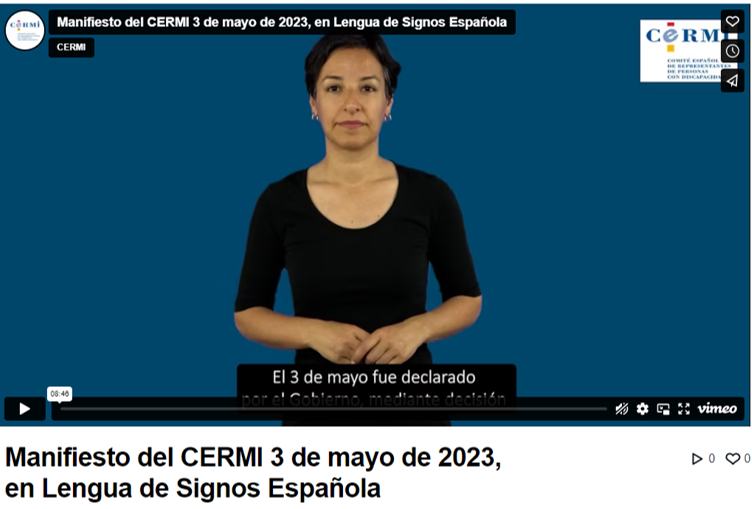 Manifiesto del CERMI 3 de mayo de 2023, en Lengua de Signos Española
CERMI
CERMI
COMITÉ ESPAÑOL
DE REPRESENTANTES
DE PERSONAS
CON DISCAPACIDAD
El 3 de mayo fue declarado
por el Gobierno, mediante decisión
08:46
vimeo
Manifiesto del CERMI 3 de mayo de 2023,
en Lengua de Signos Española
0
0